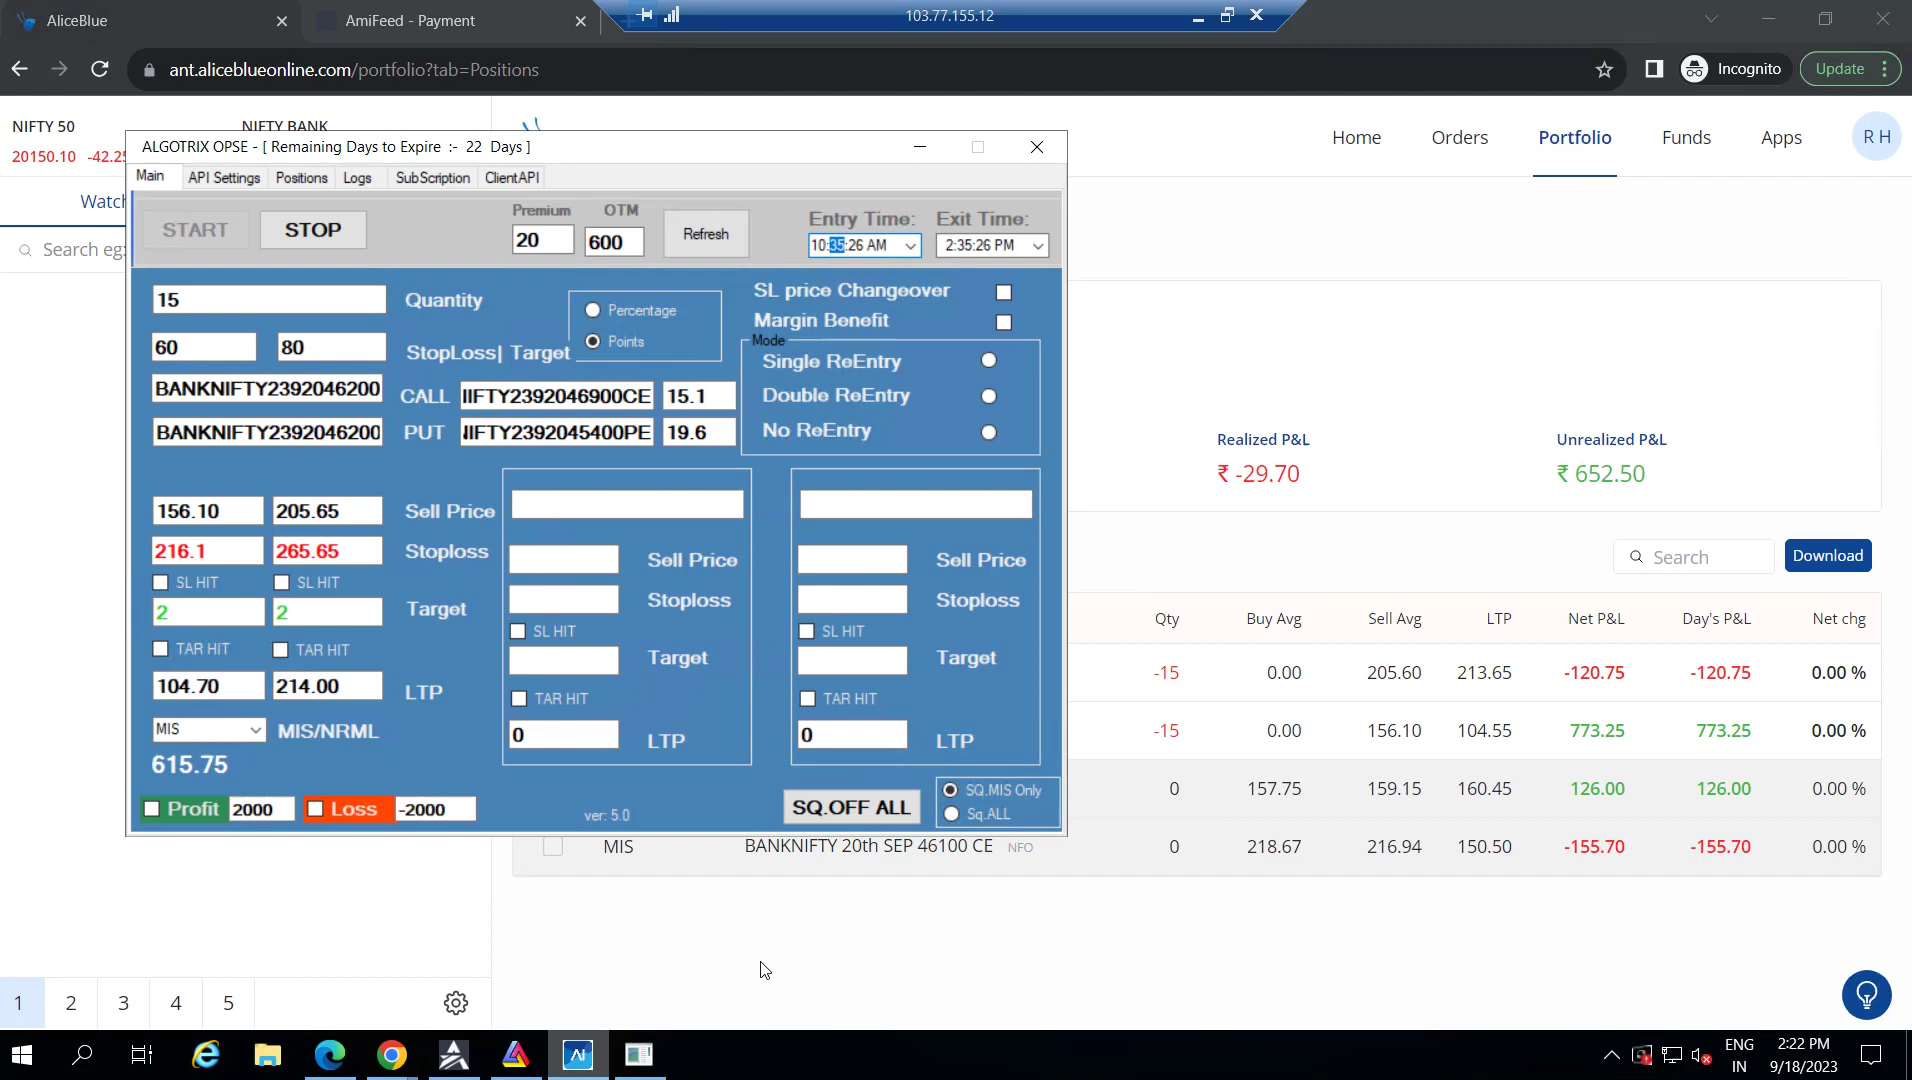 AliceBlue
AmiFeed - Payment
103.77.155.12
ant.aliceblueonline.com/portfolio?tab=Positions
Incognito
Update
NIFTY 50
NIFTY BANK
20150.10 -42.25
Watch
Search eg:
Home
Orders
Portfolio
Funds
Apps
R H
ALGOTRIX OPSE - [ Remaining Days to Expire :- 22 Days ]
Main
API Settings
Positions
Logs
SubScription
ClientAPI
START
STOP
Premium
OTM
20
600
Refresh
Entry Time:
Exit Time:
10:35:26 AM
2:35:26 PM
15
Quantity
Percentage
Points
SL price Changeover
Margin Benefit
60
80
StopLoss| Target
Mode
Single ReEntry
Double ReEntry
No ReEntry
BANKNIFTY2392046200
CALL
IIFTY2392046900CE
15.1
BANKNIFTY2392046200
PUT
IIFTY2392045400PE
19.6
156.10
205.65
Sell Price
216.1
265.65
Stoploss
SL HIT
SL HIT
2
2
Target
TAR HIT
TAR HIT
104.70
214.00
LTP
MIS
MIS/NRML
615.75
Sell Price
Stoploss
SL HIT
Target
TAR HIT
0
LTP
Sell Price
Stoploss
SL HIT
Target
TAR HIT
0
LTP
Profit
2000
Loss
-2000
ver: 5.0
SQ.OFF ALL
SQ.MIS Only
Sq.ALL
Realized P&L
Unrealized P&L
₹ -29.70
₹ 652.50
Search
Download
Qty Buy Avg Sell Avg LTP Net P&L Day's P&L Net chg
-15 0.00 205.60 213.65 -120.75 -120.75 0.00 %
-15 0.00 156.10 104.55 773.25 773.25 0.00 %
0 157.75 159.15 160.45 126.00 126.00 0.00 %
MIS BANKNIFTY 20th SEP 46100 CE NFO 0 218.67 216.94 150.50 -155.70 -155.70 0.00 %
1 2 3 4 5
ENG
IN
2:22 PM
9/18/2023